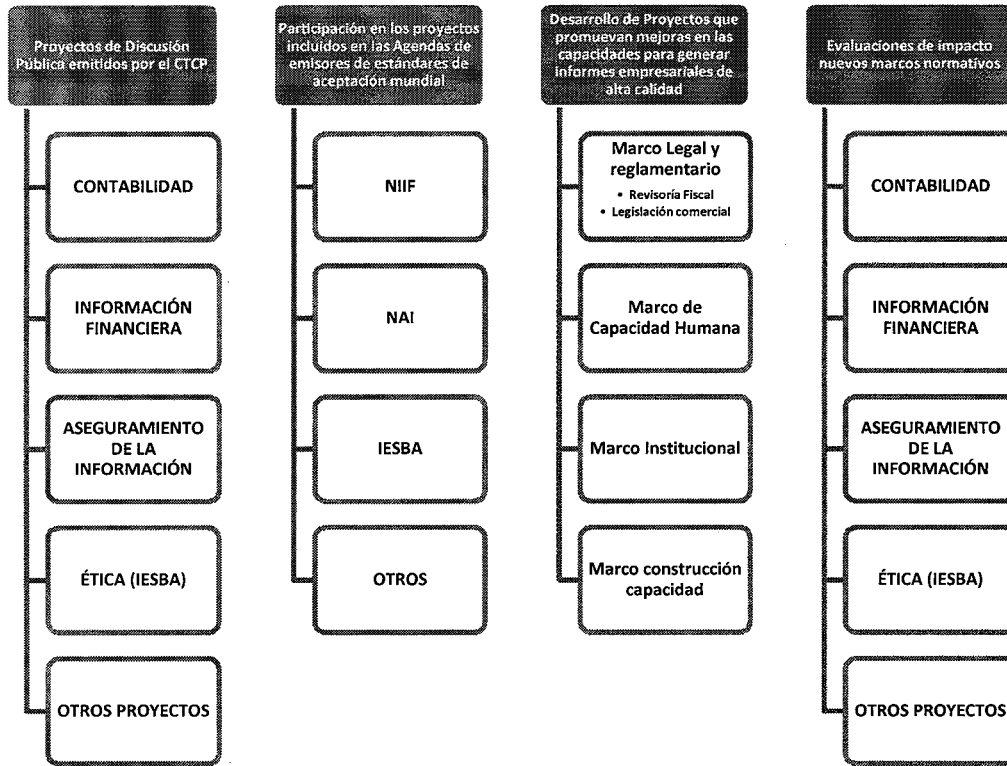 Proyectos de Discusión
Pública emitidos por el CTCP
CONTABILIDAD
INFORMACIÓN
FINANCIERA
ASEGURAMIENTO
DE LA
INFORMACIÓN
ÉTICA (IESBA)
OTROS PROYECTOS
Participación en los proyectos
incluidos en las Agendas de
emisores de estándares de
aceptación mundial
NIIF
NAI
IESBA
OTROS
Desarrollo de Proyectos que
promuevan mejoras en las
capacidades para generar
informes empresariales de
alta calidad
Marco Legal y
reglamentario
• Revisoría Fiscal
• Legislación comercial
Marco de
Capacidad Humana
Marco Institucional
Marco construcción
capacidad
Evaluaciones de impacto
nuevos marcos normativos
CONTABILIDAD
INFORMACIÓN
FINANCIERA
ASEGURAMIENTO
DE LA
INFORMACIÓN
ÉTICA (IESBA)
OTROS PROYECTOS